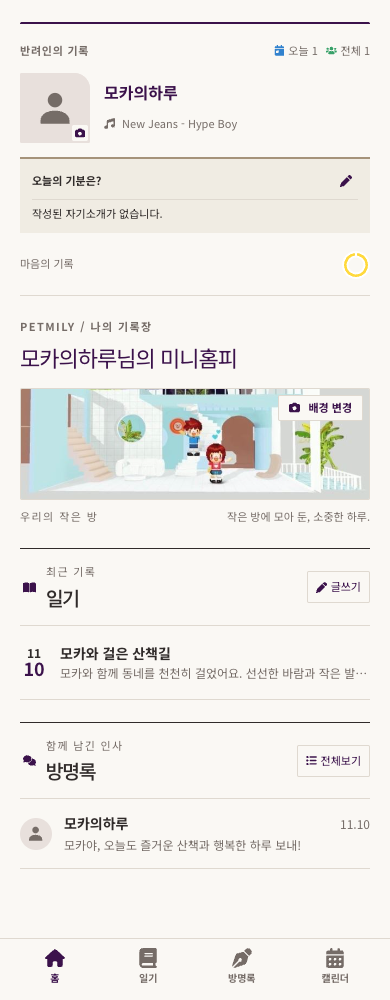 반려인의 기록
오늘 1 전체 1
모카의하루
New Jeans - Hype Boy
오늘의 기분은?
작성된 자기소개가 없습니다.
마음의 기록
PETMILY / 나의 기록장
모카의하루님의 미니홈피
배경 변경
우리의 작은 방
작은 방에 모아 둔, 소중한 하루.
최근 기록
일기
글쓰기
11
10
모카와 걸은 산책길
모카와 함께 동네를 천천히 걸었어요. 선선한 바람과 작은 발…
함께 남긴 인사
방명록
전체보기
모카의하루
11.10
모카야, 오늘도 즐거운 산책과 행복한 하루 보내!
홈
일기
방명록
캘린더